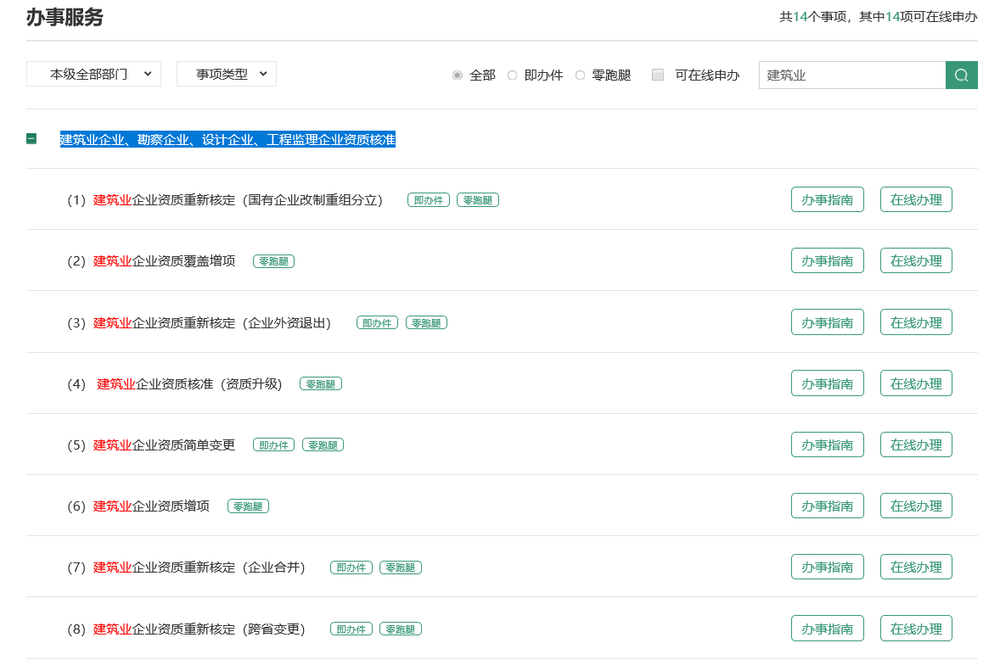 办事服务 共14个事项，其中14项可在线申办
本级全部部门 事项类型 全部 即办件 零跑腿 可在线申办 建筑业
建筑业企业、勘察企业、设计企业、工程监理企业资质核准
(1) 建筑业企业资质重新核定（国有企业改制重组分立） 即办件 零跑腿 办事指南 在线办理
(2) 建筑业企业资质覆盖增项 零跑腿 办事指南 在线办理
(3) 建筑业企业资质重新核定（企业外资退出） 即办件 零跑腿 办事指南 在线办理
(4) 建筑业企业资质核准（资质升级) 零跑腿 办事指南 在线办理
(5) 建筑业企业资质简单变更 即办件 零跑腿 办事指南 在线办理
(6) 建筑业企业资质增项 零跑腿 办事指南 在线办理
(7) 建筑业企业资质重新核定（企业合并） 即办件 零跑腿 办事指南 在线办理
(8) 建筑业企业资质重新核定（跨省变更） 即办件 零跑腿 办事指南 在线办理